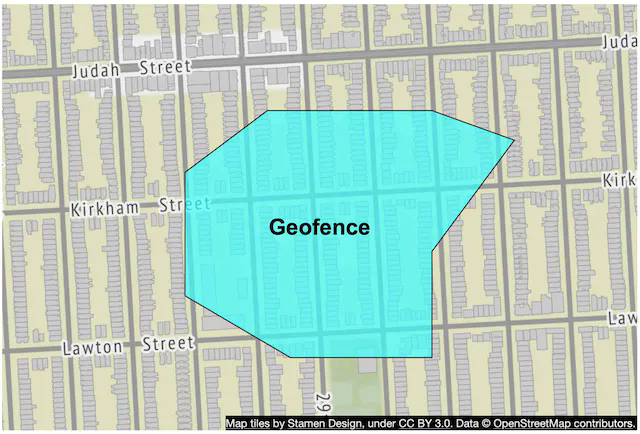 Juda
Judah Street
Kirk
Kirkham Street
Geofence
Law
Lawton Street
29
Map tiles by Stamen Design, under CC BY 3.0. Data © OpenStreetMap contributors.